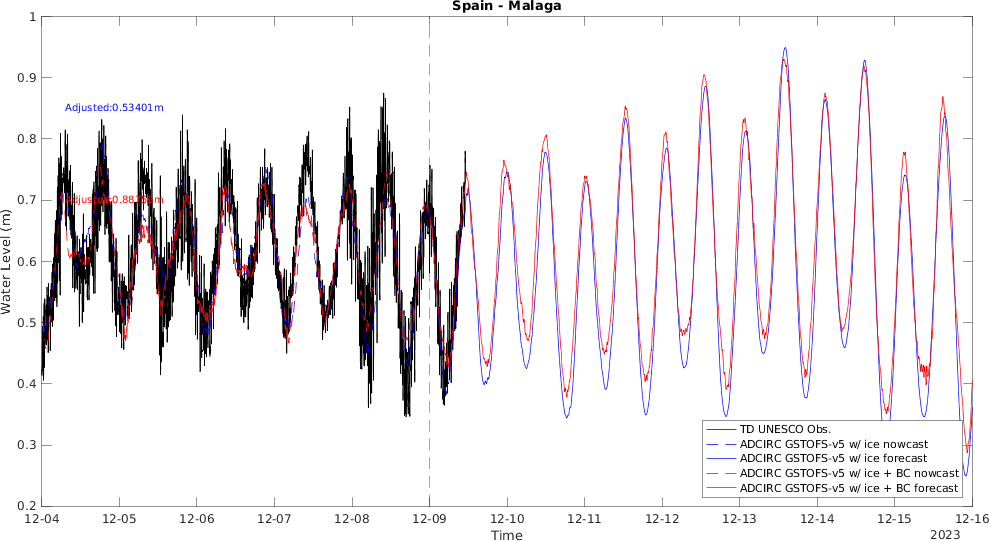 Spain - Malaga
1
0.9
0.8
0.7
0.6
0.5
0.4
0.3
0.2
Water Level (m)
Adjusted:0.53401m
12-04 12-05 12-06 12-07 12-08 12-09 12-10 12-11 12-12 12-13 12-14 12-15 12-16
Time
2023
TD UNESCO Obs.
ADCIRC GSTOFS-v5 w/ ice nowcast
ADCIRC GSTOFS-v5 w/ ice forecast
ADCIRC GSTOFS-v5 w/ ice + BC nowcast
ADCIRC GSTOFS-v5 w/ ice + BC forecast